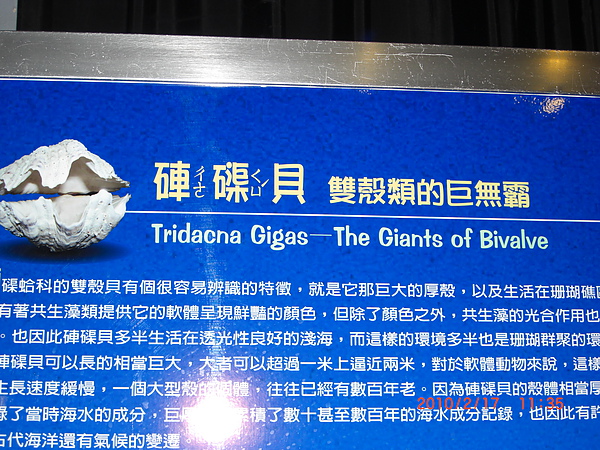 硨ㄔㄜ磲ㄑㄩˊ貝 雙殼類的巨無霸
Tridacna Gigas—The Giants of Bivalve
磲蛤科的雙殼貝有個很容易辨識的特徵，就是它那巨大的厚殼，以及生活在珊瑚礁
有著共生藻類提供它的軟體呈現鮮豔的顏色，但除了顏色之外，共生藻的光合作用也
。也因此硨磲貝多半生活在透光性良好的淺海，而這樣的環境多半也是珊瑚群聚的環
硨磲貝可以長的相當巨大，大者可以超過一米上逼近兩米，對於軟體動物來說，這樣
生長速度緩慢，一個大型殼的個體，往往已經有數百年老。因為硨磲貝的殼體相當厚
錄了當時海水的成分，巨 累積了數十甚至數百年的海水成分記錄，也因此有許
古代海洋還有氣候的變遷。
2010/2/17 11:35